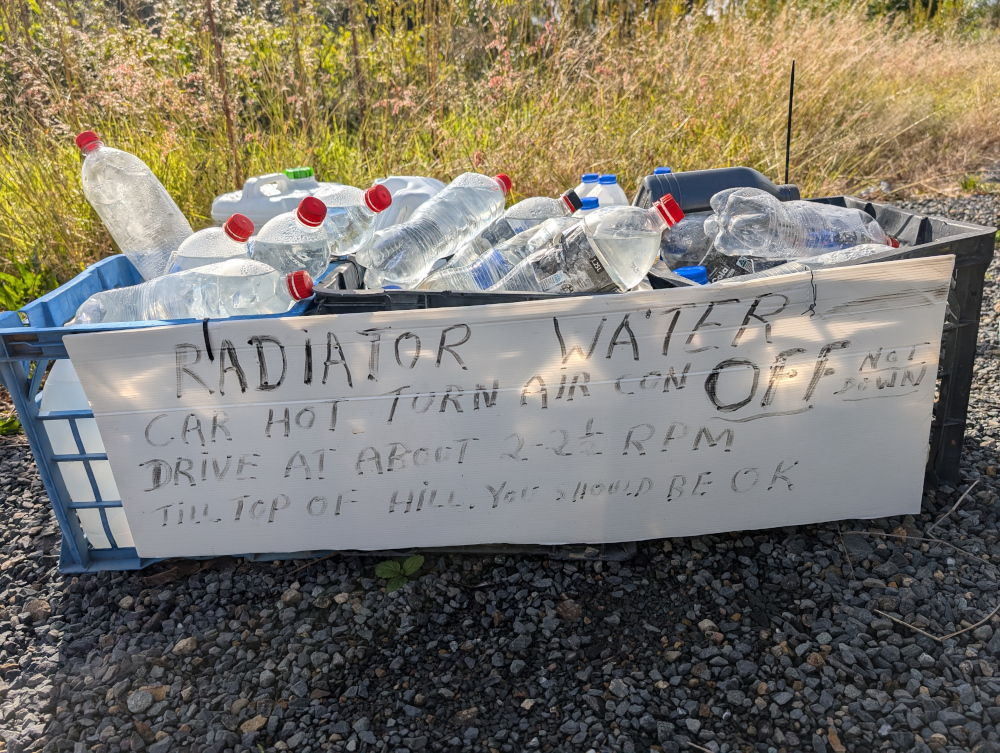 RADIATOR WATER
CAR HOT TURN AIR CON OFF NOT DOWN
DRIVE AT ABOUT 2-2½ RPM
TILL TOP OF HILL. YOU SHOULD BE OK